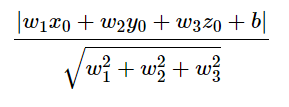 |w₁x₀ + w₂y₀ + w₃z₀ + b|
√(w₁² + w₂² + w₃²)